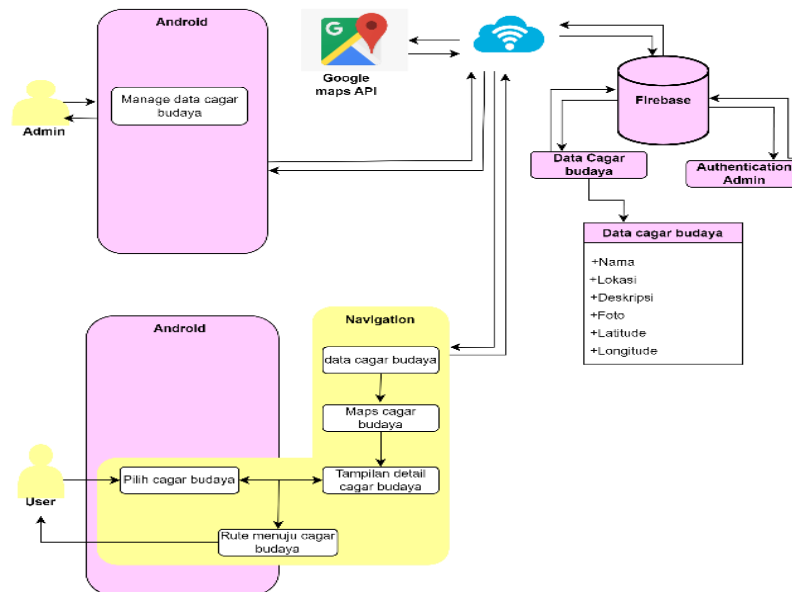 Android
Manage data cagar
budaya
Admin
Google
maps API
Firebase
Data Cagar
budaya
Authentication
Admin
Data cagar budaya
+Nama
+Lokasi
+Deskripsi
+Foto
+Latitude
+Longitude
Android
Navigation
data cagar budaya
Maps cagar
budaya
Pilih cagar budaya
Tampilan detail
cagar budaya
User
Rute menuju cagar
budaya